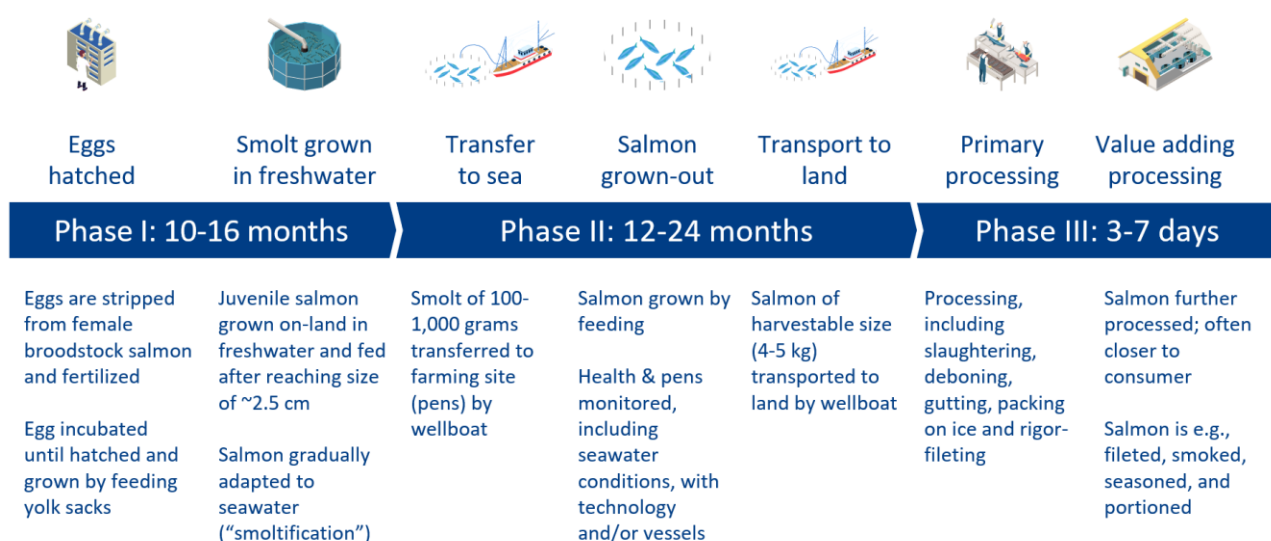 Eggs
hatched
Smolt grown
in freshwater
Transfer
to sea
Salmon
grown-out
Transport to
land
Primary
processing
Value adding
processing
Phase I: 10-16 months
Phase II: 12-24 months
Phase III: 3-7 days
Eggs are stripped
from female
broodstock salmon
and fertilized
Egg incubated
until hatched and
grown by feeding
yolk sacks
Juvenile salmon
grown on-land in
freshwater and fed
after reaching size
of ~2.5 cm
Salmon gradually
adapted to
seawater
(“smoltification”)
Smolt of 100-
1,000 grams
transferred to
farming site
(pens) by
wellboat
Salmon grown by
feeding
Health & pens
monitored,
including
seawater
conditions, with
technology
and/or vessels
Salmon of
harvestable size
(4-5 kg)
transported to
land by wellboat
Processing,
including
slaughtering,
deboning,
gutting, packing
on ice and rigor-
fileting
Salmon further
processed; often
closer to
consumer
Salmon is e.g.,
fileted, smoked,
seasoned, and
portioned